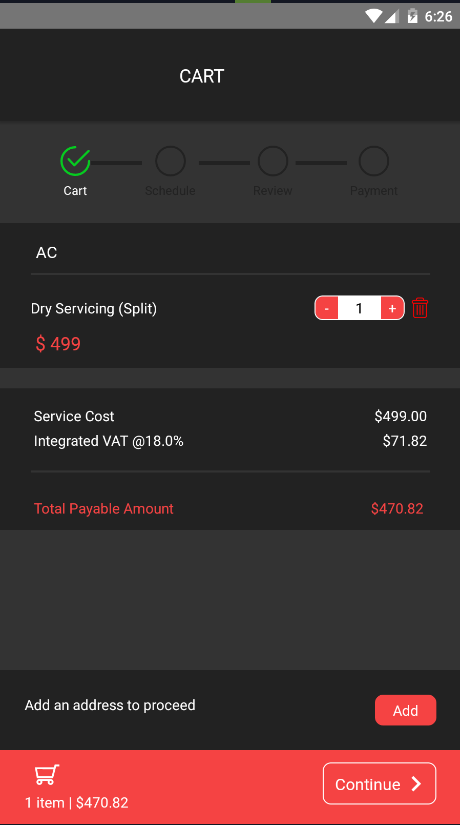 6:26
CART
Cart Schedule Review Payment
AC
Dry Servicing (Split) - 1 +
$ 499
Service Cost $499.00
Integrated VAT @18.0% $71.82
Total Payable Amount $470.82
Add an address to proceed Add
Continue
1 item | $470.82